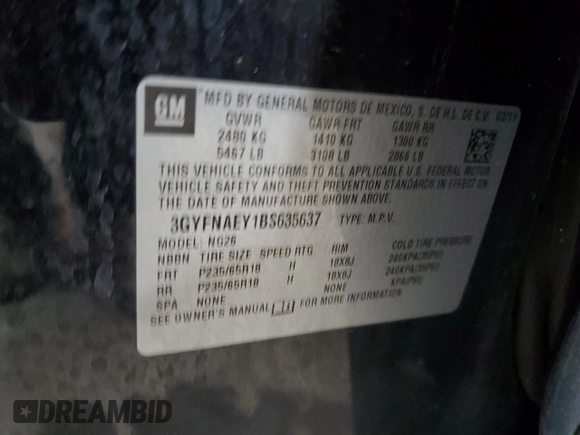 GM
MFD BY GENERAL MOTORS DE MEXICO, S. DE R.L. DE C.V. 03/11
GVWR GAWR FRT GAWR RR
2480 KG 1410 KG 1300 KG
5467 LB 3108 LB 2866 LB
THIS VEHICLE CONFORMS TO ALL APPLICABLE U.S. FEDERAL MOTOR
VEHICLE SAFETY AND THEFT PREVENTION STANDARDS IN EFFECT ON
THE DATE OF MANUFACTURE SHOWN ABOVE.
3GYFNAEY1BS635637 TYPE: M.P.V.
MODEL: NG26
NBBN TIRE SIZE SPEED RTG RIM COLD TIRE PRESSURE
FRT P235/65R18 H 18X8J 240KPA(35PSI)
RR P235/65R18 H 18X8J 240KPA(35PSI)
SPA NONE NONE KPA(PSI)
SEE OWNER'S MANUAL i FOR MORE INFORMATION
DREAMBID